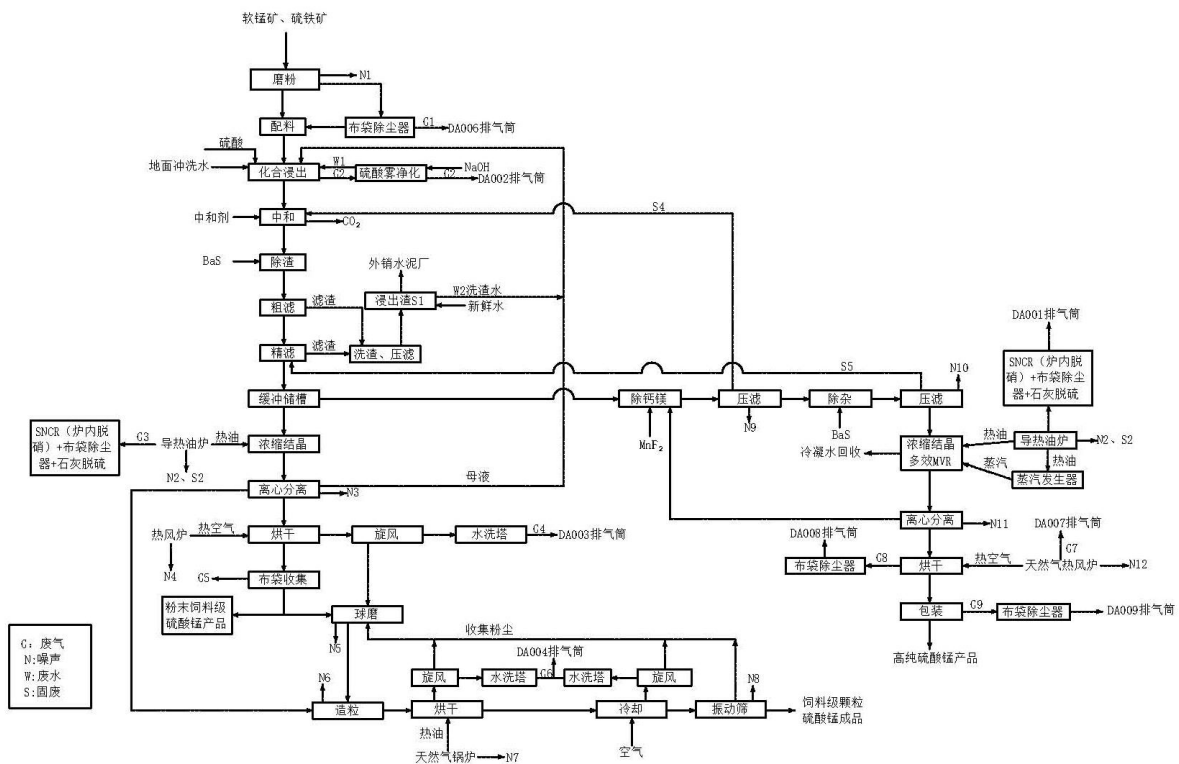 软锰矿、硫铁矿
磨粉
N1
配料
布袋除尘器
G1
DA006排气筒
硫酸
地面冲洗水
化合浸出
W1
G2
硫酸雾净化
NaOH
G2
DA002排气筒
中和剂
中和
CO₂
S4
BaS
除渣
外销水泥厂
粗滤
滤渣
浸出渣S1
W2洗渣水
新鲜水
精滤
滤渣
洗渣、压滤
S5
DA001排气筒
SNCR（炉内脱
硝）+布袋除尘
器+石灰脱硫
N10
缓冲储槽
除钙镁
压滤
除杂
压滤
MnF₂
N9
BaS
SNCR（炉内脱
硝）+布袋除尘
器+石灰脱硫
G3
导热油炉
热油
浓缩结晶
N2、S2
冷凝水回收
浓缩结晶
多效MVR
热油
导热油炉
N2、S2
蒸汽
热油
蒸汽发生器
离心分离
母液
N3
离心分离
N11
热风炉
热空气
烘干
旋风
水洗塔
G4
DA003排气筒
N4
DA008排气筒
DA007排气筒
G7
布袋除尘器
G8
烘干
热空气
天然气热风炉
N12
G5
布袋收集
粉末饲料级
硫酸锰产品
球磨
N5
包装
G9
布袋除尘器
DA009排气筒
高纯硫酸锰产品
收集粉尘
DA004排气筒
旋风
水洗塔
G6
水洗塔
旋风
N6
N8
造粒
烘干
冷却
振动筛
饲料级颗粒
硫酸锰成品
热油
天然气锅炉
N7
空气
G：废气
N:噪声
W:废水
S:固废